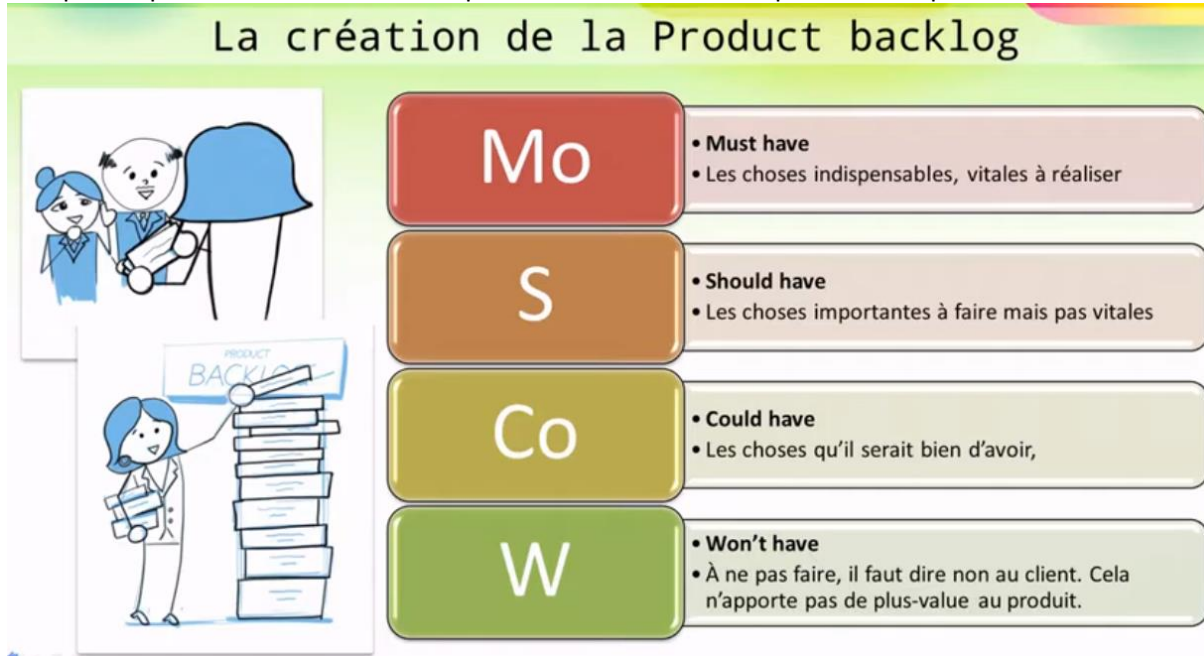 La création de la Product backlog
PRODUCT
BACKLOG
Mo
• Must have
• Les choses indispensables, vitales à réaliser
S
• Should have
• Les choses importantes à faire mais pas vitales
Co
• Could have
• Les choses qu'il serait bien d'avoir,
W
• Won't have
• À ne pas faire, il faut dire non au client. Cela
n'apporte pas de plus-value au produit.